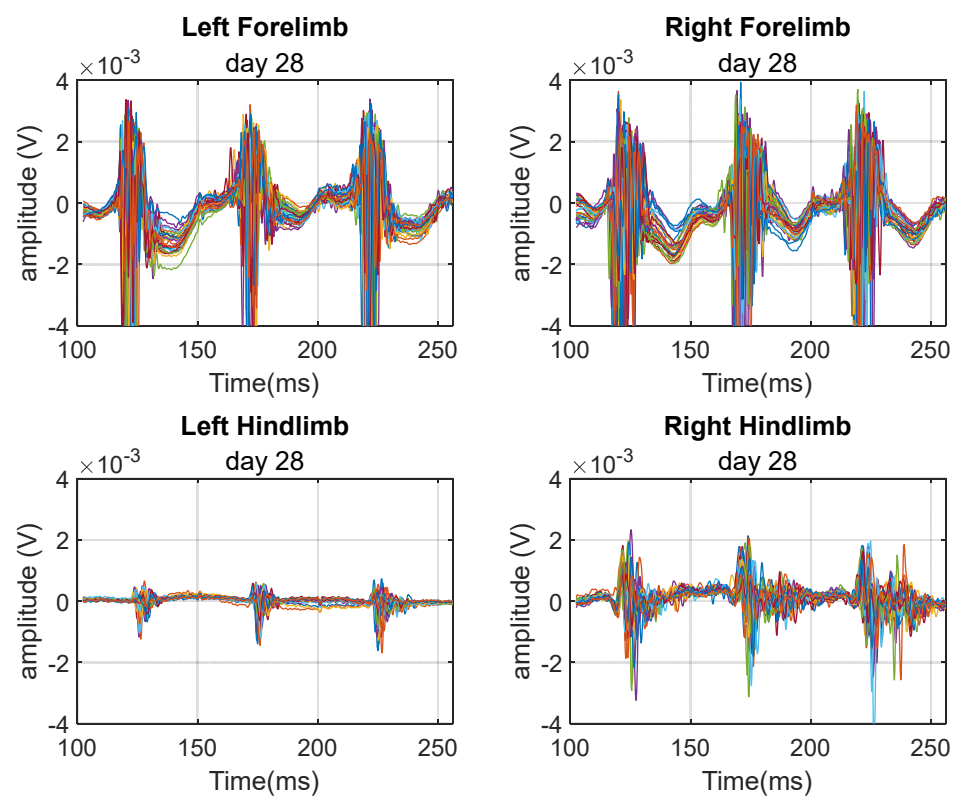 Left Forelimb
day 28
×10-3
4
2
0
-2
-4
amplitude (V)
100
150
200
250
Time(ms)
Right Forelimb
day 28
×10-3
4
2
0
-2
-4
amplitude (V)
100
150
200
250
Time(ms)
Left Hindlimb
day 28
×10-3
4
2
0
-2
-4
amplitude (V)
100
150
200
250
Time(ms)
Right Hindlimb
day 28
×10-3
4
2
0
-2
-4
amplitude (V)
100
150
200
250
Time(ms)